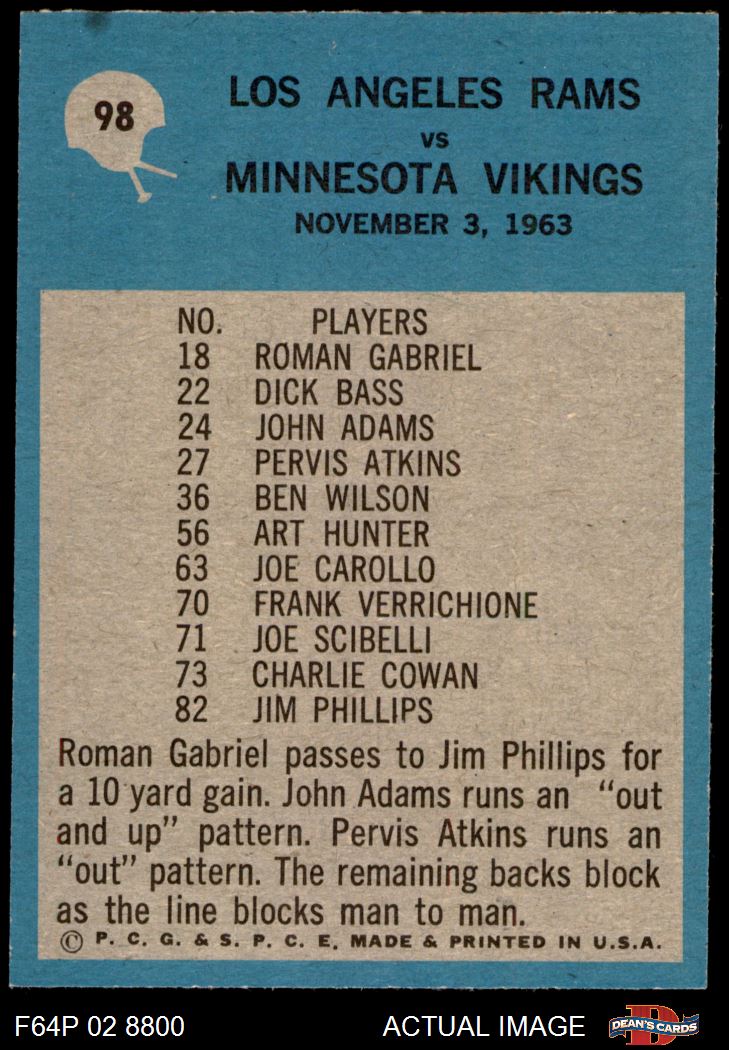 98
LOS ANGELES RAMS
VS
MINNESOTA VIKINGS
NOVEMBER 3, 1963
NO. PLAYERS
18 ROMAN GABRIEL
22 DICK BASS
24 JOHN ADAMS
27 PERVIS ATKINS
36 BEN WILSON
56 ART HUNTER
63 JOE CAROLLO
70 FRANK VERRICHIONE
71 JOE SCIBELLI
73 CHARLIE COWAN
82 JIM PHILLIPS
Roman Gabriel passes to Jim Phillips for
a 10 yard gain. John Adams runs an "out
and up" pattern. Pervis Atkins runs an
"out" pattern. The remaining backs block
as the line blocks man to man.
© P. C. G. & S. P. C. E. MADE & PRINTED IN U.S.A.
F64P 02 8800 ACTUAL IMAGE D DEAN'S CARDS